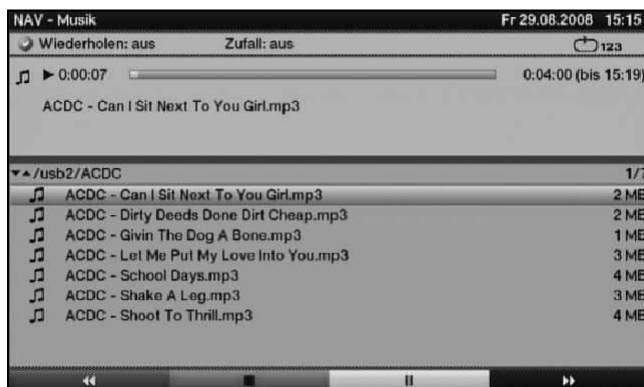 NAV - Musik Fr 29.08.2008 15:15
Wiederholen: aus Zufall: aus 123
0:00:07 0:04:00 (bis 15:19)
ACDC - Can I Sit Next To You Girl.mp3
/usb2/ACDC 1/7
ACDC - Can I Sit Next To You Girl.mp3 2 MB
ACDC - Dirty Deeds Done Dirt Cheap.mp3 2 MB
ACDC - Givin The Dog A Bone.mp3 1 MB
ACDC - Let Me Put My Love Into You.mp3 3 MB
ACDC - School Days.mp3 4 MB
ACDC - Shake A Leg.mp3 3 MB
ACDC - Shoot To Thrill.mp3 4 MB